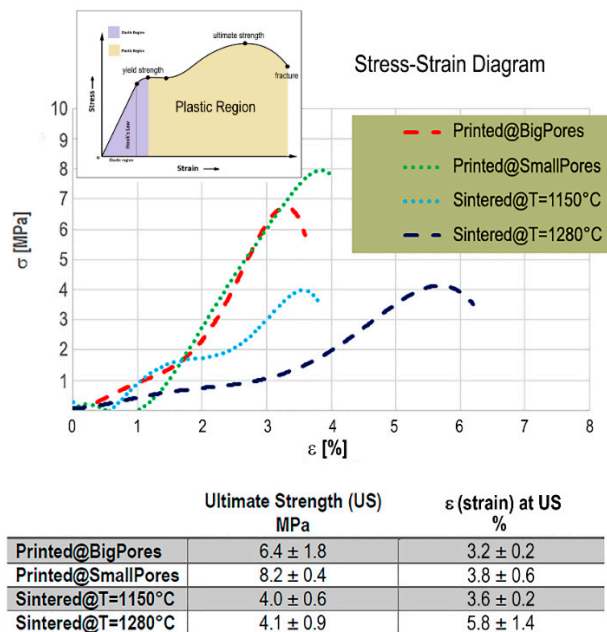 Elastic Region
Plastic Region
ultimate strength
yield strength
fracture
Stress
Plastic Region
Hook's Law
Elastic region
Strain
Stress-Strain Diagram
Printed@BigPores
Printed@SmallPores
Sintered@T=1150°C
Sintered@T=1280°C
σ [MPa]
10
9
8
7
6
5
4
3
2
1
0 1 2 3 4 5 6 7 8
ε [%]
Ultimate Strength (US) ε (strain) at US
MPa %
Printed@BigPores 6.4 ± 1.8 3.2 ± 0.2
Printed@SmallPores 8.2 ± 0.4 3.8 ± 0.6
Sintered@T=1150°C 4.0 ± 0.6 3.6 ± 0.2
Sintered@T=1280°C 4.1 ± 0.9 5.8 ± 1.4